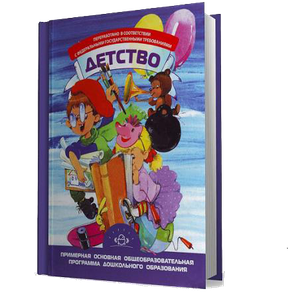 ПЕРЕРАБОТАНО В СООТВЕТСТВИИ
С ФЕДЕРАЛЬНЫМИ ГОСУДАРСТВЕННЫМИ ТРЕБОВАНИЯМИ
ДЕТСТВО
ПРИМЕРНАЯ ОСНОВНАЯ ОБЩЕОБРАЗОВАТЕЛЬНАЯ
ПРОГРАММА ДОШКОЛЬНОГО ОБРАЗОВАНИЯ